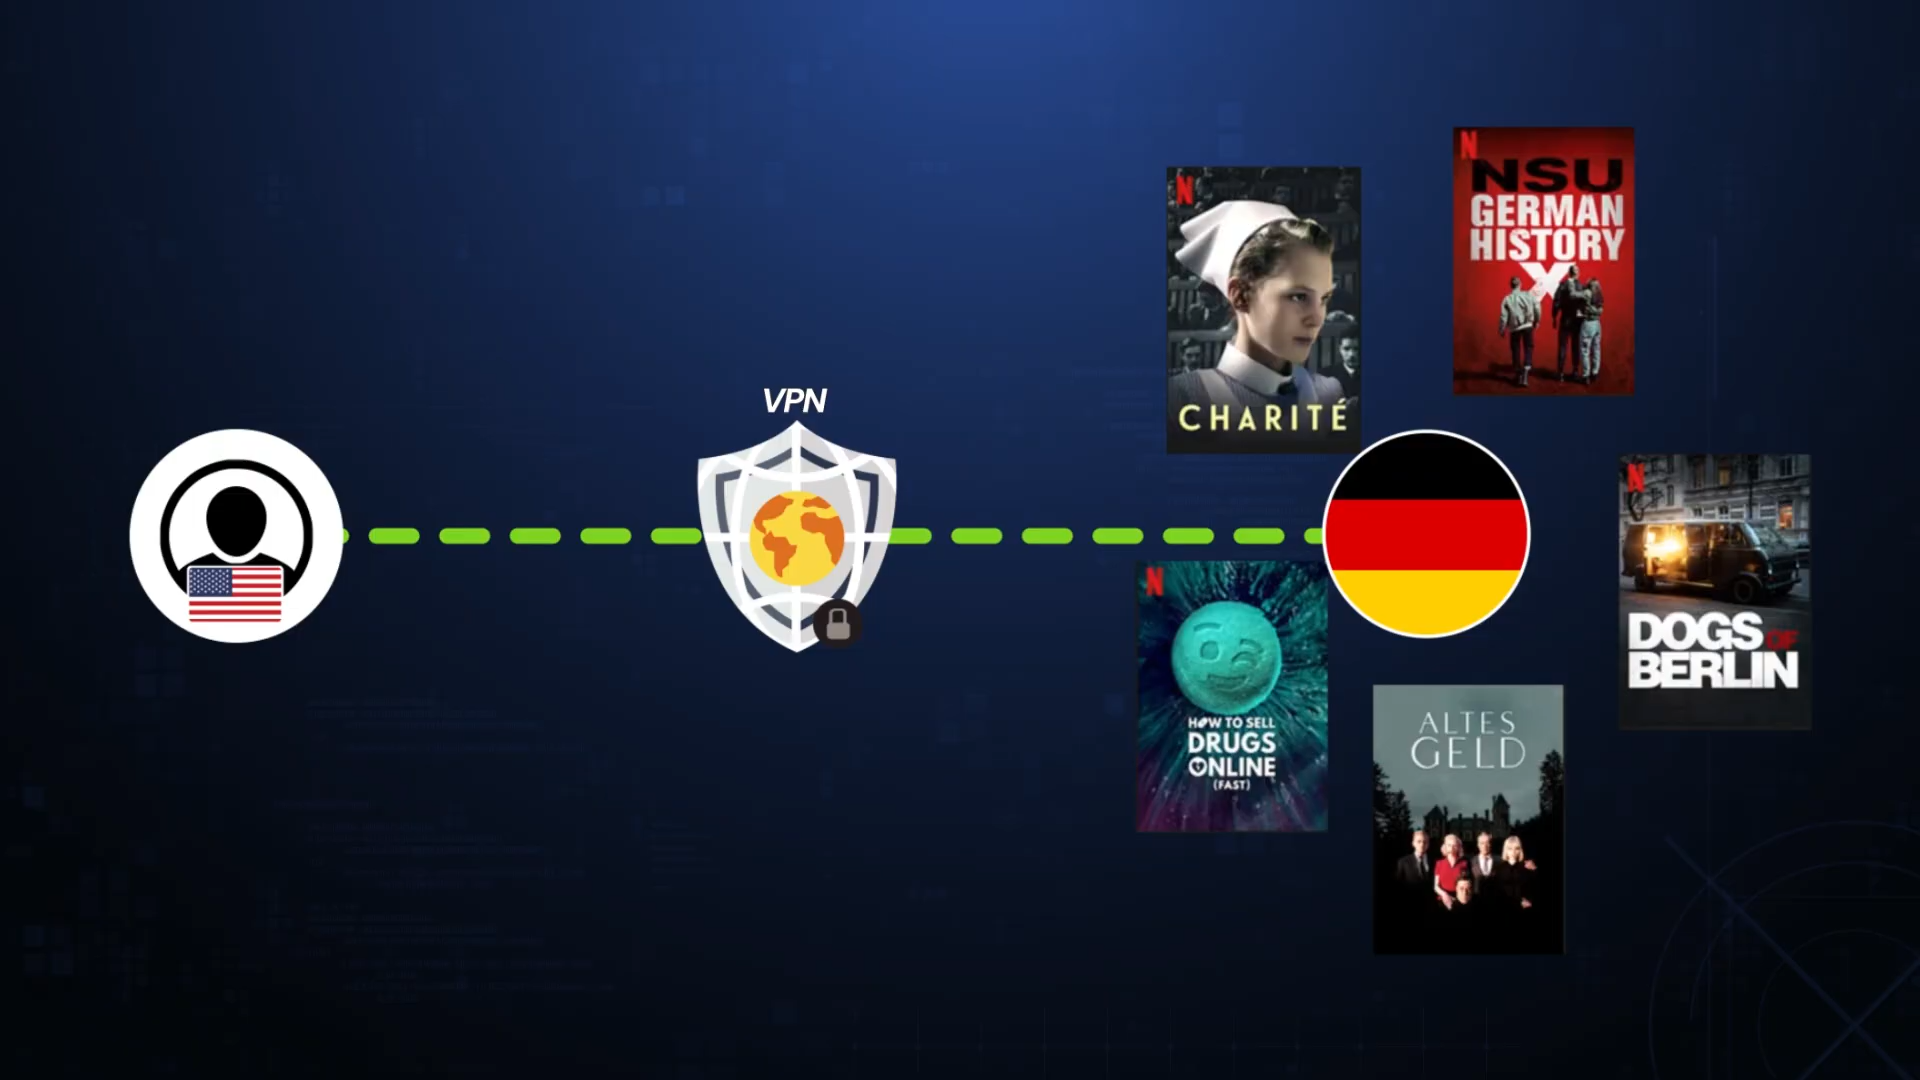 VPN
N
CHARITÉ
N
NSU
GERMAN
HISTORY
X
N
DOGS OF
BERLIN
N
HOW TO SELL
DRUGS
ONLINE
(FAST)
ALTES
GELD